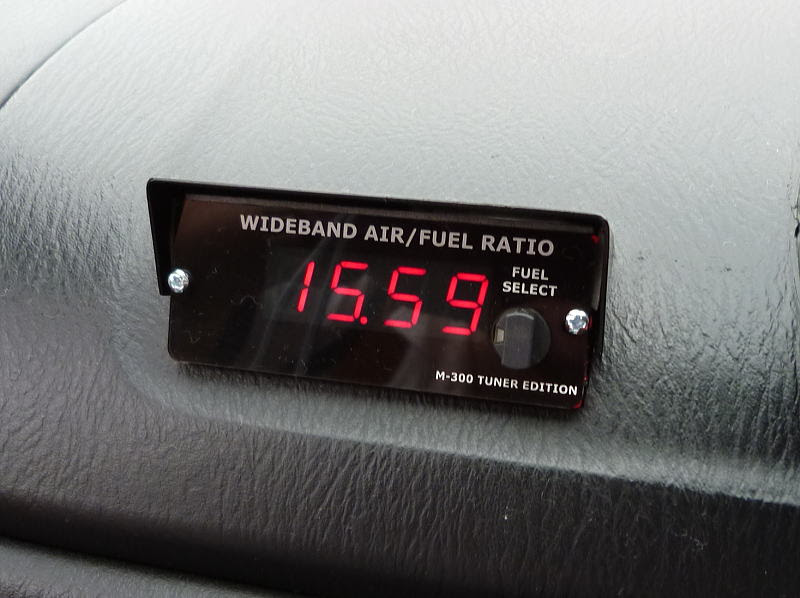 WIDEBAND AIR/FUEL RATIO
15.59
FUEL
SELECT
M-300 TUNER EDITION